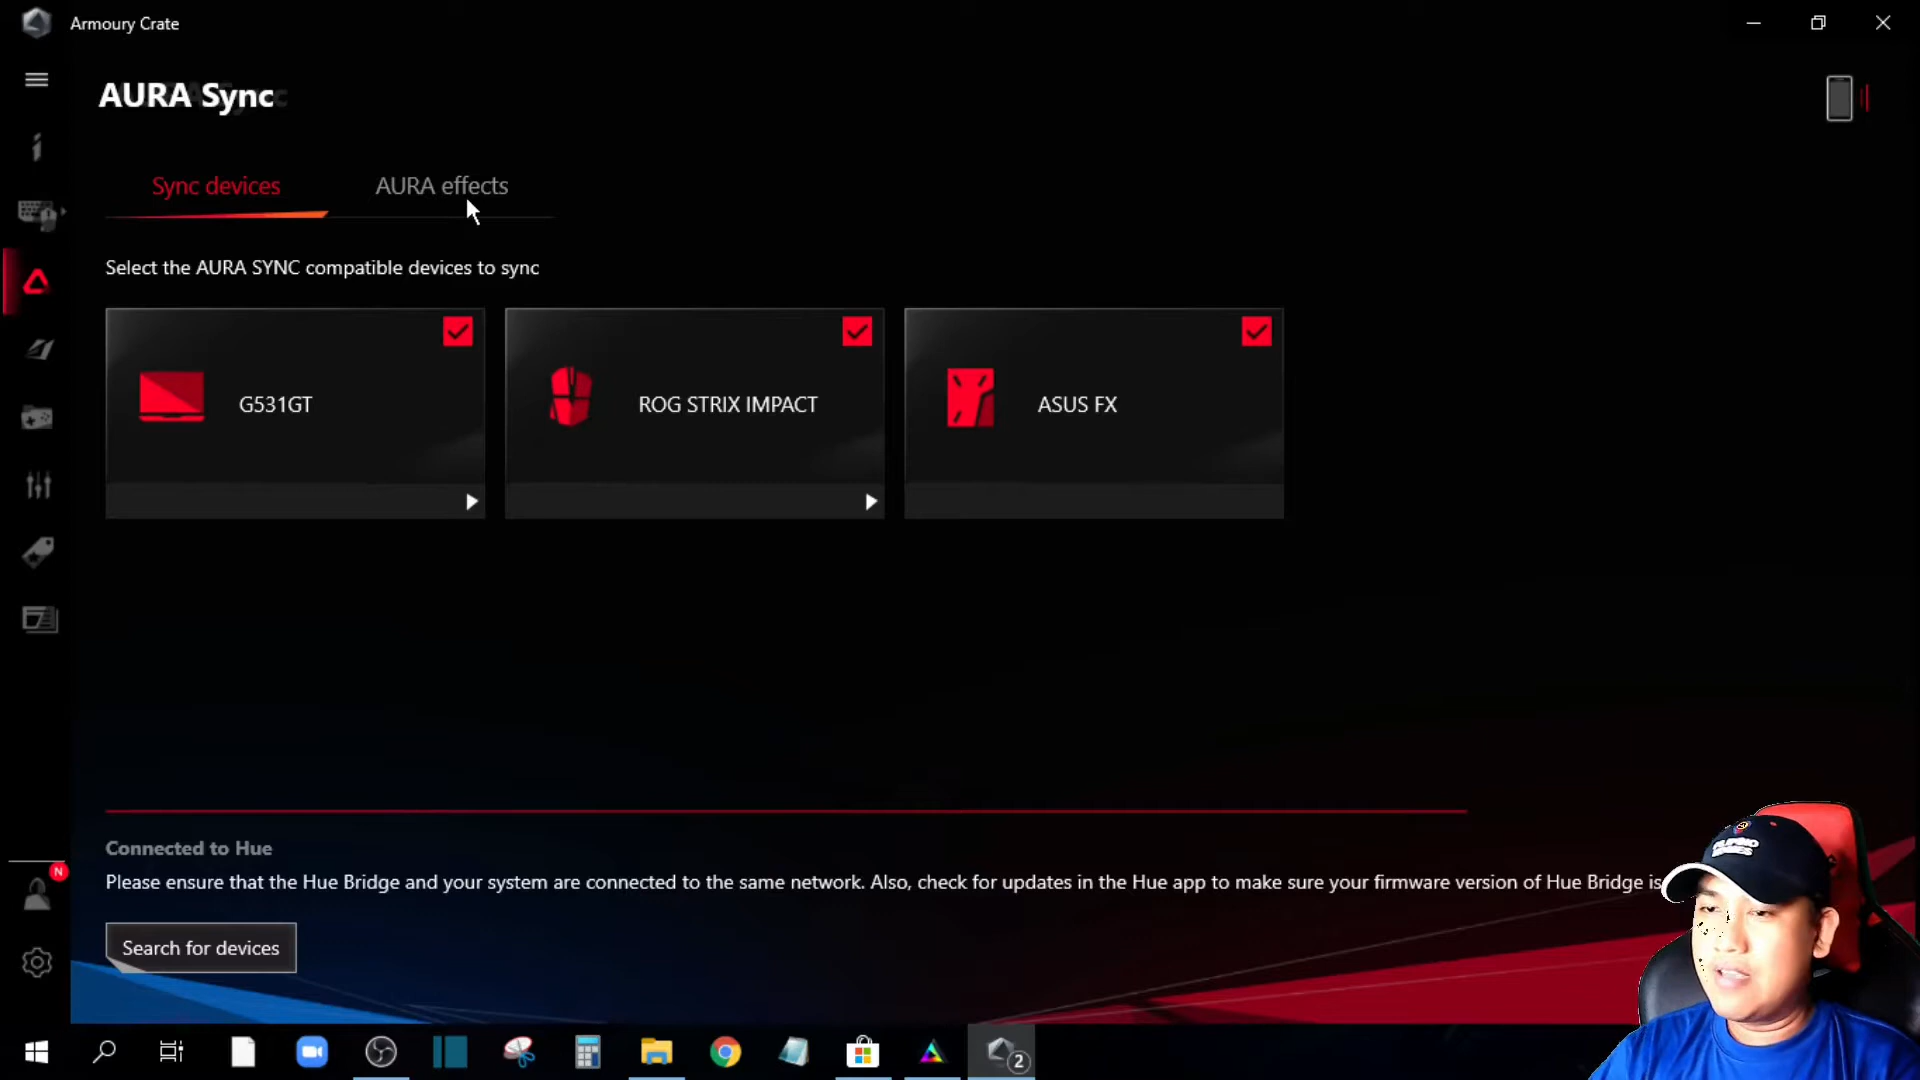 Armoury Crate
AURA Sync
Sync devices
AURA effects
Select the AURA SYNC compatible devices to sync
G531GT
ROG STRIX IMPACT
ASUS FX
Connected to Hue
Please ensure that the Hue Bridge and your system are connected to the same network. Also, check for updates in the Hue app to make sure your firmware version of Hue Bridge is
N
Search for devices
2